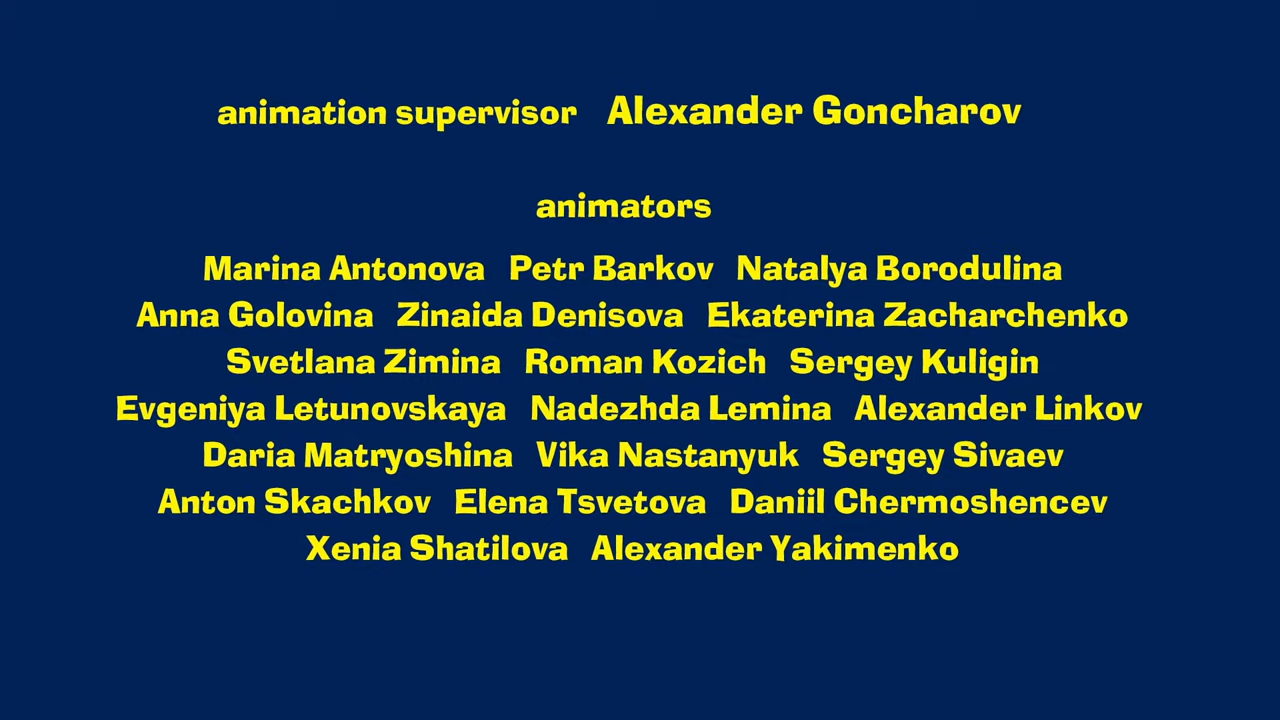 animation supervisor Alexander Goncharov
animators
Marina Antonova Petr Barkov Natalya Borodulina
Anna Golovina Zinaida Denisova Ekaterina Zacharchenko
Svetlana Zimina Roman Kozich Sergey Kuligin
Evgeniya Letunovskaya Nadezhda Lemina Alexander Linkov
Daria Matryoshina Vika Nastanyuk Sergey Sivaev
Anton Skachkov Elena Tsvetova Daniil Chermoshencev
Xenia Shatilova Alexander Yakimenko